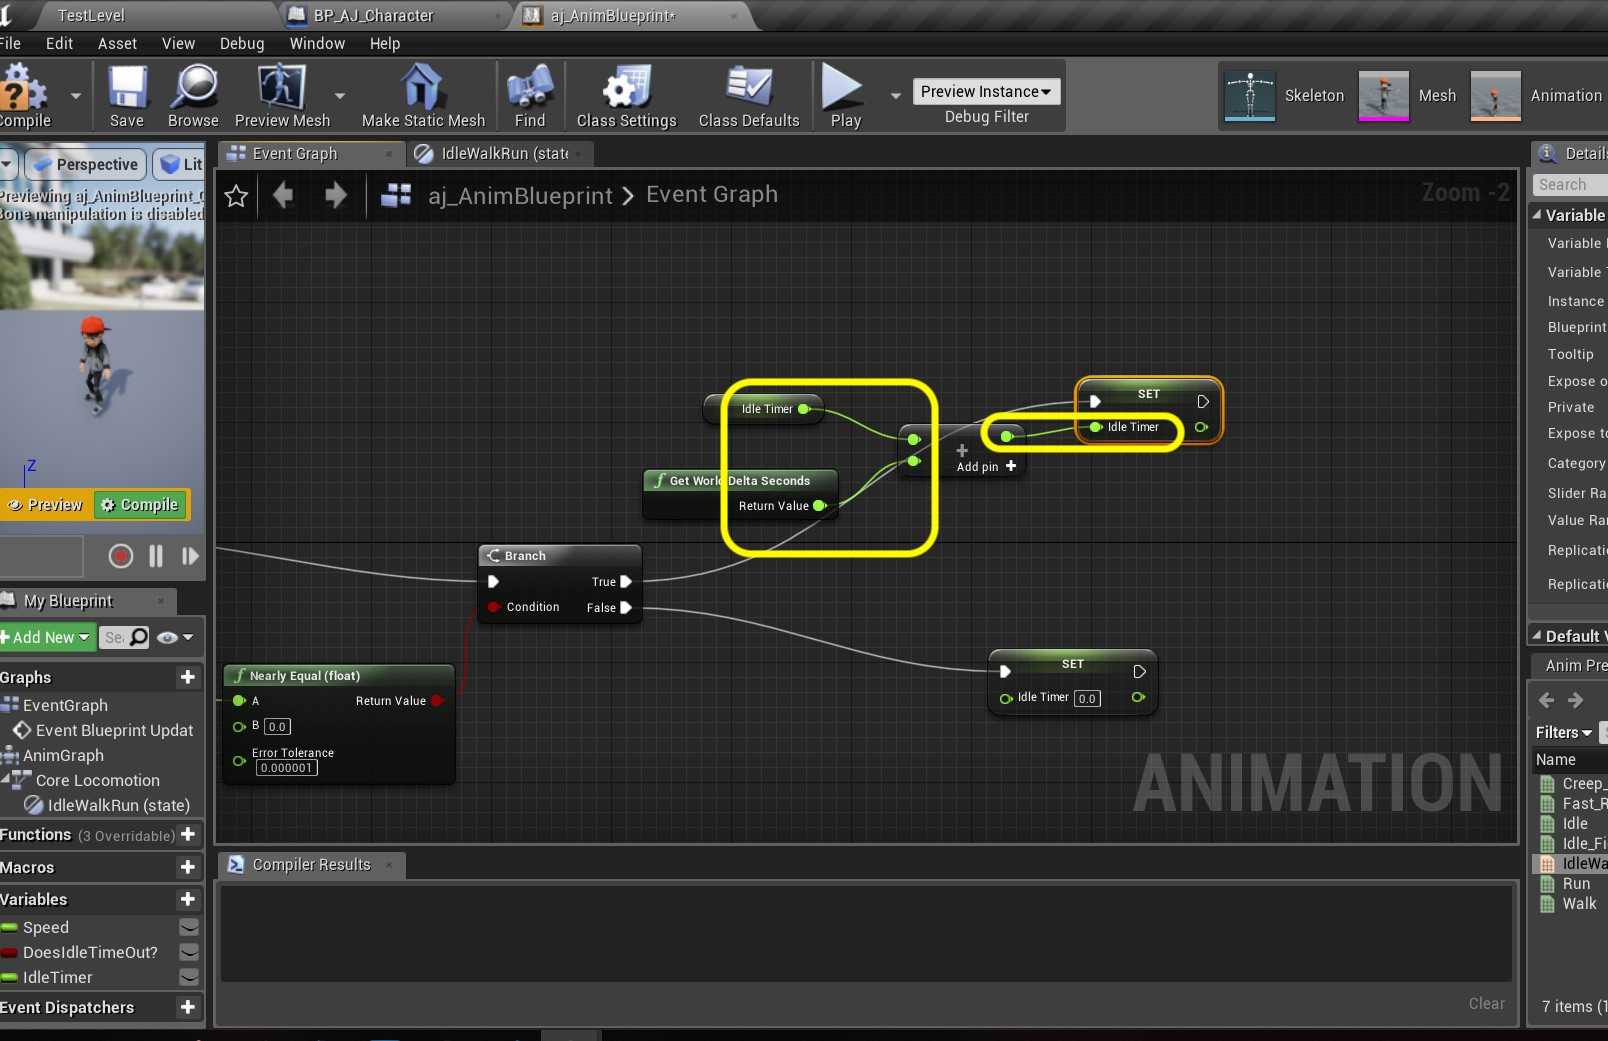 TestLevel
BP_AJ_Character
aj_AnimBlueprint*
File Edit Asset View Debug Window Help
Compile
Save
Browse
Preview Mesh
Make Static Mesh
Find
Class Settings
Class Defaults
Play
Preview Instance
Debug Filter
Skeleton
Mesh
Animation
Perspective
Lit
Previewing aj_AnimBlueprint_
Bone manipulation is disabled
Z
Preview
Compile
Event Graph
IdleWalkRun (state
aj_AnimBlueprint > Event Graph
Zoom -2
Idle Timer
Get World Delta Seconds
Return Value
Add pin
SET
Idle Timer
Branch
True
Condition
False
Nearly Equal (float)
A
Return Value
B 0.0
Error Tolerance
0.000001
SET
Idle Timer 0.0
ANIMATION
Compiler Results
Clear
My Blueprint
Add New
Sea
Graphs
EventGraph
Event Blueprint Updat
AnimGraph
Core Locomotion
IdleWalkRun (state)
Functions (3 Overridable)
Macros
Variables
Speed
DoesIdleTimeOut?
IdleTimer
Event Dispatchers
Details
Search
Variable
Variable
Variable
Instance
Blueprint
Tooltip
Expose o
Private
Expose to
Category
Slider Ra
Value Ran
Replicatio
Replicatio
Default V
Anim Pre
Filters
Name
Creep_
Fast_R
Idle
Idle_Fi
IdleWa
Run
Walk
7 items (1